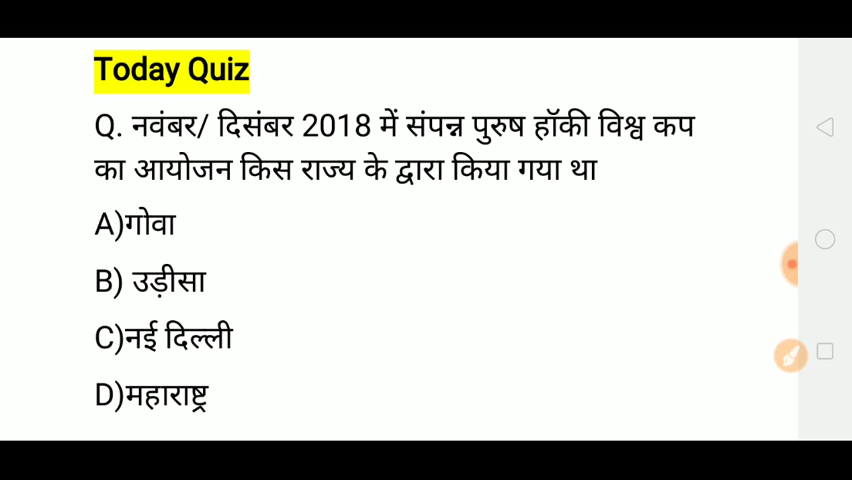 Today Quiz
Q. नवंबर/ दिसंबर 2018 में संपन्न पुरुष हॉकी विश्व कप
का आयोजन किस राज्य के द्वारा किया गया था
A)गोवा
B) उड़ीसा
C)नई दिल्ली
D)महाराष्ट्र